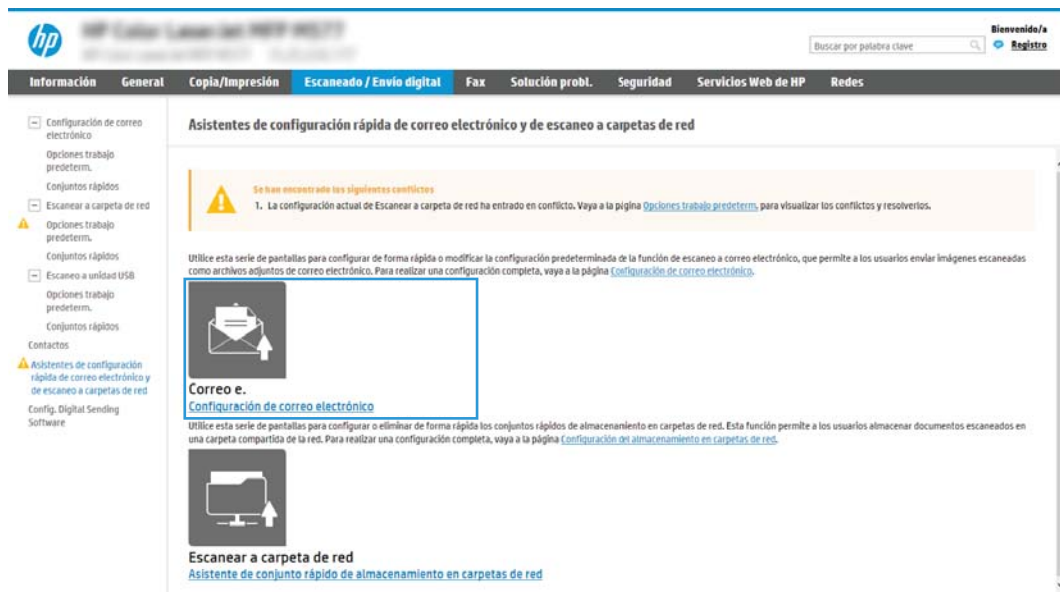 hp
Bienvenido/a
Buscar por palabra clave
Registro
Información General Copia/Impresión Escaneado / Envío digital Fax Solución probl. Seguridad Servicios Web de HP Redes
Configuración de correo
electrónico
Opciones trabajo
predeterm.
Conjuntos rápidos
Escanear a carpeta de red
Opciones trabajo
predeterm.
Conjuntos rápidos
Escaneo a unidad USB
Opciones trabajo
predeterm.
Conjuntos rápidos
Contactos
Asistentes de configuración
rápida de correo electrónico y
de escaneo a carpetas de red
Config. Digital Sending
Software
Asistentes de configuración rápida de correo electrónico y de escaneo a carpetas de red
Se han encontrado los siguientes conflictos
1. La configuración actual de Escanear a carpeta de red ha entrado en conflicto. Vaya a la página Opciones trabajo predeterm. para visualizar los conflictos y resolverlos.
Utilice esta serie de pantallas para configurar de forma rápida o modificar la configuración predeterminada de la función de escaneo a correo electrónico, que permite a los usuarios enviar imágenes escaneadas
como archivos adjuntos de correo electrónico. Para realizar una configuración completa, vaya a la página Configuración de correo electrónico.
Correo e.
Configuración de correo electrónico
Utilice esta serie de pantallas para configurar o eliminar de forma rápida los conjuntos rápidos de almacenamiento en carpetas de red. Esta función permite a los usuarios almacenar documentos escaneados en
una carpeta compartida de la red. Para realizar una configuración completa, vaya a la página Configuración del almacenamiento en carpetas de red.
Escanear a carpeta de red
Asistente de conjunto rápido de almacenamiento en carpetas de red